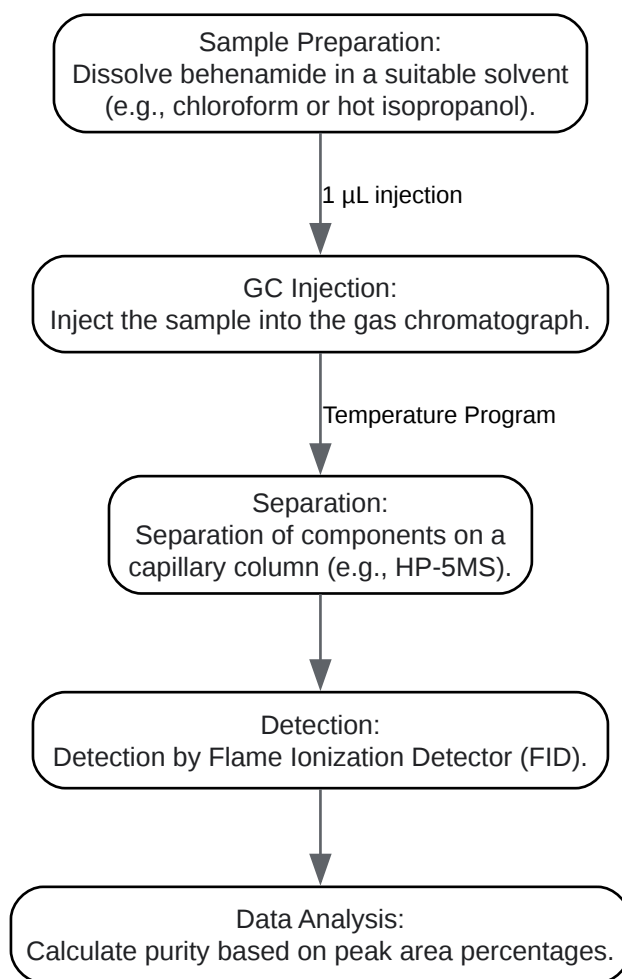 Sample Preparation:
Dissolve behenamide in a suitable solvent
(e.g., chloroform or hot isopropanol).
1 µL injection
GC Injection:
Inject the sample into the gas chromatograph.
Temperature Program
Separation:
Separation of components on a
capillary column (e.g., HP-5MS).
Detection:
Detection by Flame Ionization Detector (FID).
Data Analysis:
Calculate purity based on peak area percentages.